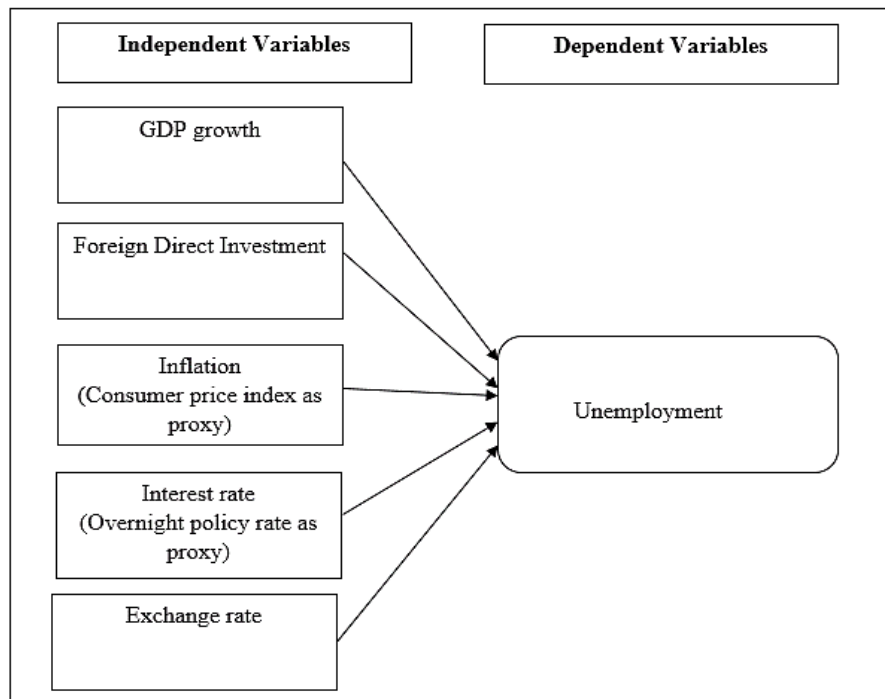 Independent Variables
Dependent Variables
GDP growth
Foreign Direct Investment
Inflation
(Consumer price index as
proxy)
Unemployment
Interest rate
(Overnight policy rate as
proxy)
Exchange rate